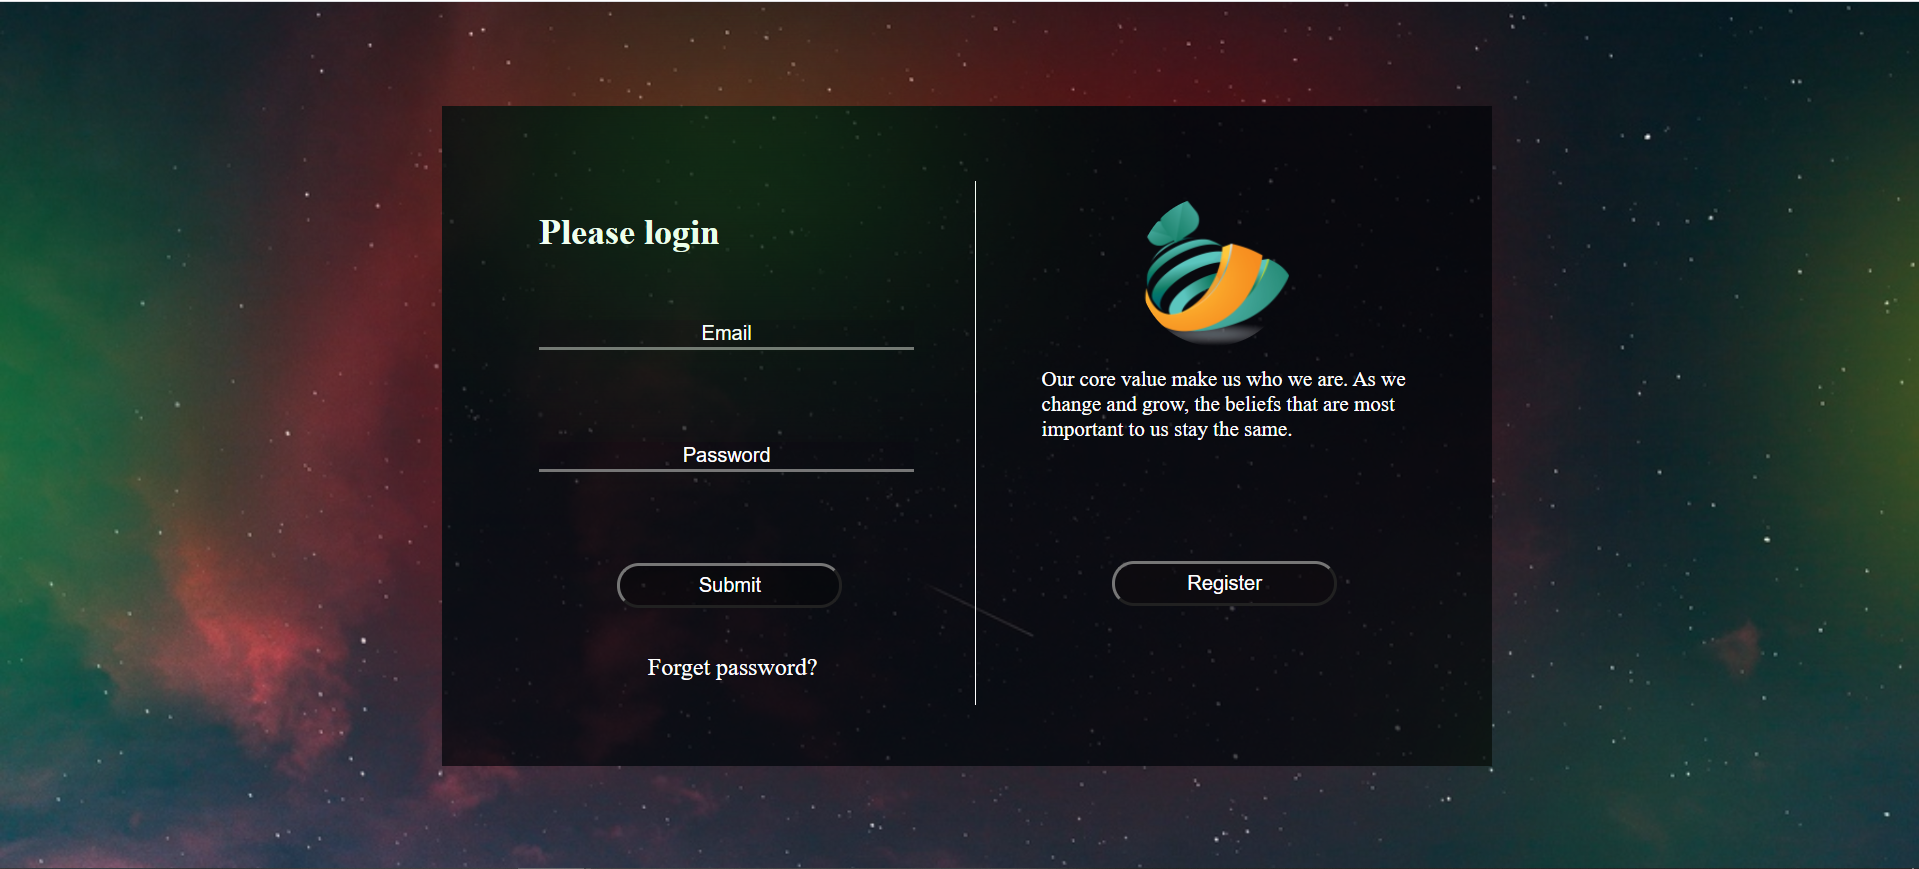 Please login
Email
Password
Submit
Forget password?
Our core value make us who we are. As we
change and grow, the beliefs that are most
important to us stay the same.
Register